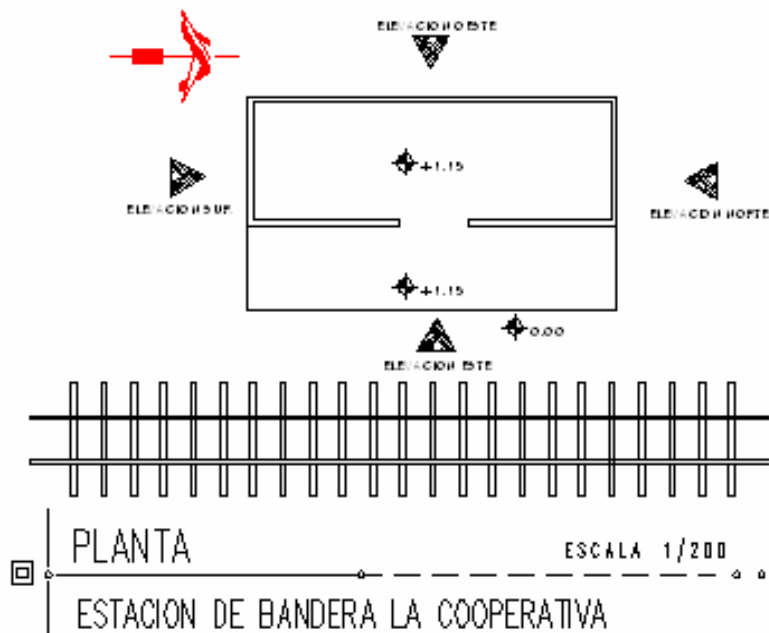 ELEVACION OESTE
+1.15
ELEVACION SUR
ELEVACION NORTE
+1.15
0.00
ELEVACION ESTE
PLANTA
ESCALA 1/200
ESTACION DE BANDERA LA COOPERATIVA